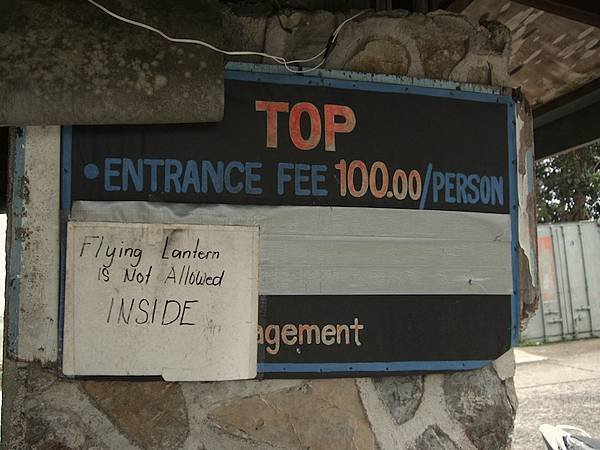 TOP
• ENTRANCE FEE 100.00/PERSON
Flying Lantern
is Not Allowed
INSIDE
agement